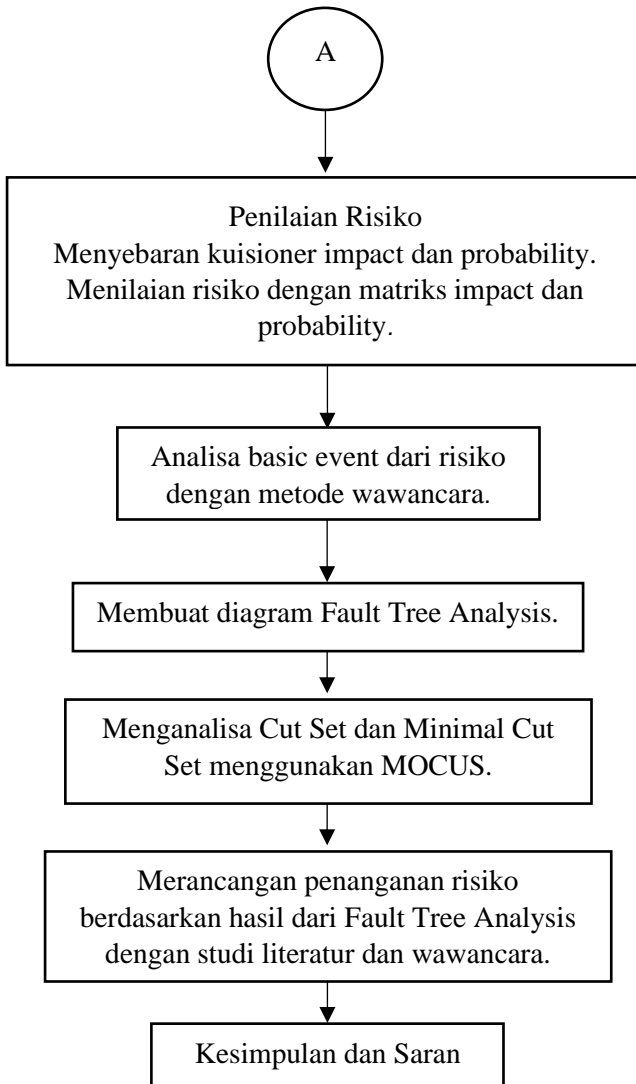 A
Penilaian Risiko
Menyebaran kuisioner impact dan probability.
Menilaian risiko dengan matriks impact dan
probability.
Analisa basic event dari risiko
dengan metode wawancara.
Membuat diagram Fault Tree Analysis.
Menganalisa Cut Set dan Minimal Cut
Set menggunakan MOCUS.
Merancangan penanganan risiko
berdasarkan hasil dari Fault Tree Analysis
dengan studi literatur dan wawancara.
Kesimpulan dan Saran